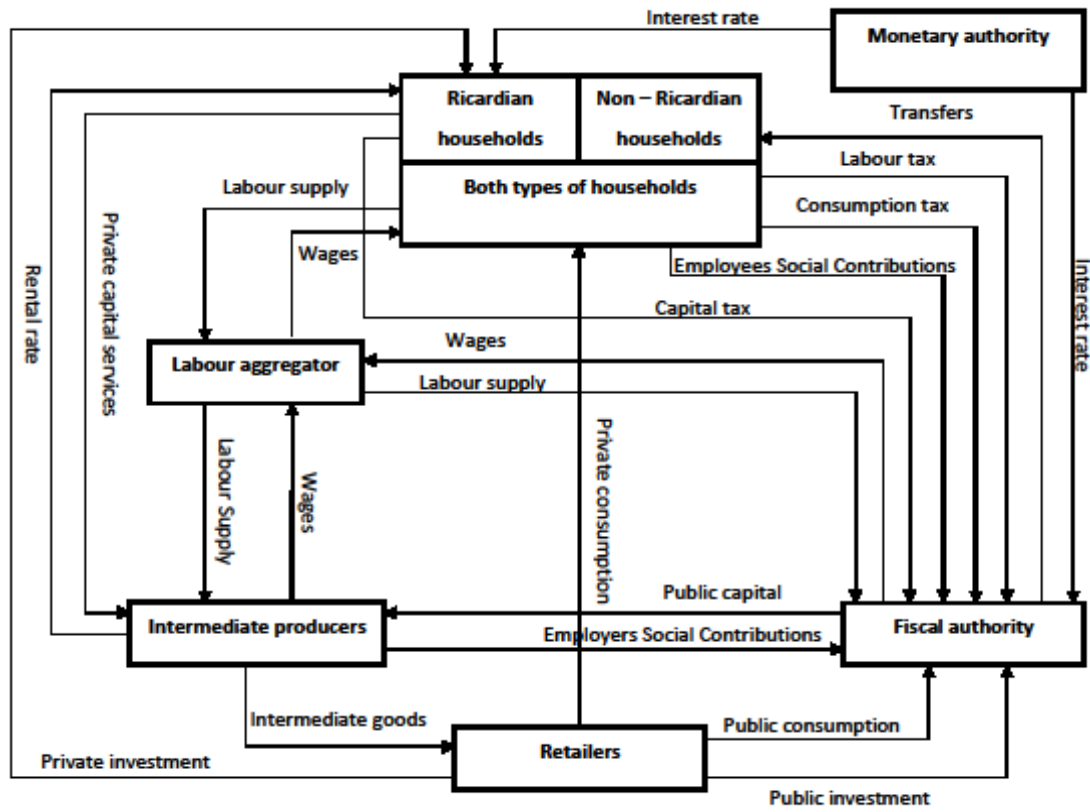 Interest rate
Monetary authority
Ricardian
households
Non – Ricardian
households
Transfers
Labour tax
Both types of households
Labour supply
Consumption tax
Wages
Employees Social Contributions
Private capital services
Rental rate
Interest rate
Capital tax
Wages
Labour aggregator
Labour supply
Private consumption
Labour Supply
Wages
Public capital
Intermediate producers
Fiscal authority
Employers Social Contributions
Intermediate goods
Public consumption
Retailers
Private investment
Public investment